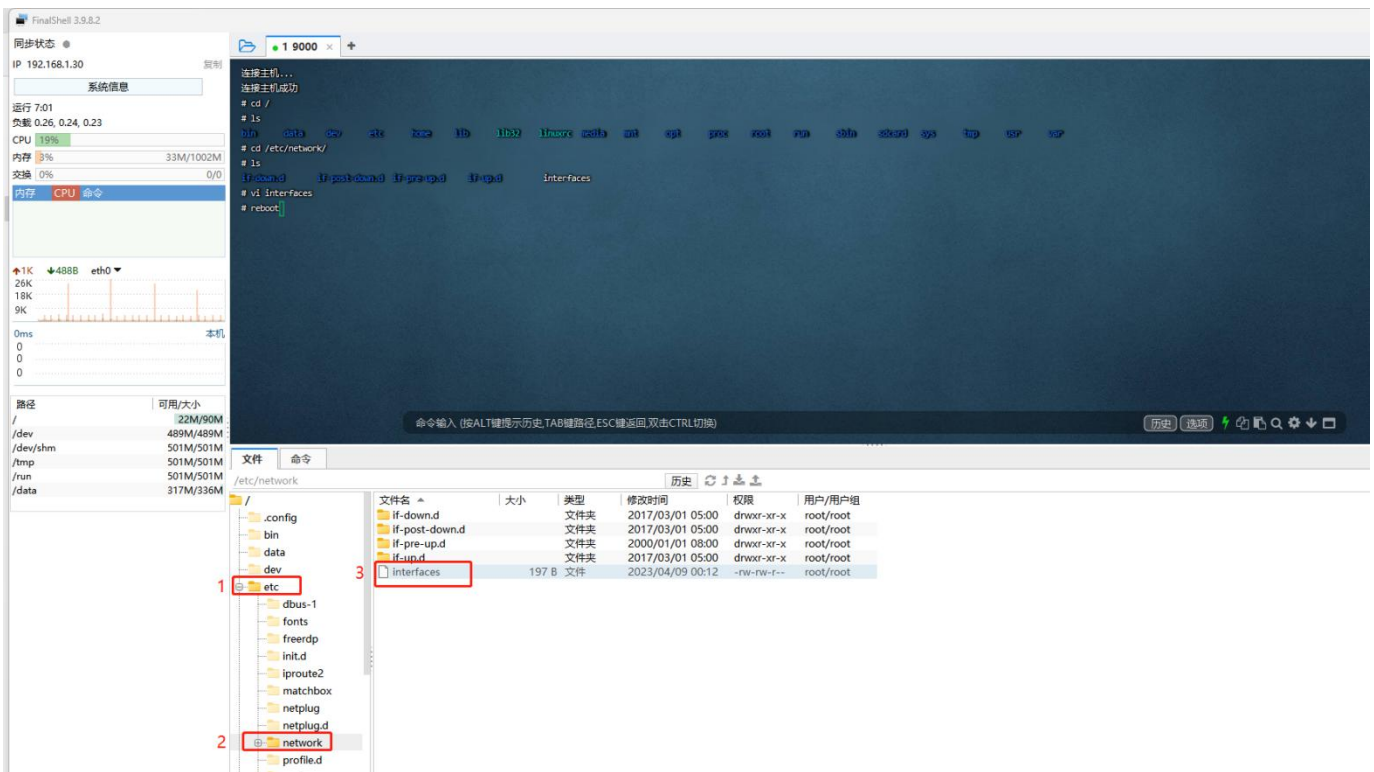 FinalShell 3.9.8.2
同步状态
IP 192.168.1.30 复制
系统信息
运行 7:01
负载 0.26, 0.24, 0.23
CPU 19%
内存 3% 33M/1002M
交换 0% 0/0
内存 CPU 命令
↑1K ↓488B eth0
26K
18K
9K
0ms 本机
0
0
0
路径 可用/大小
/ 22M/90M
/dev 489M/489M
/dev/shm 501M/501M
/tmp 501M/501M
/run 501M/501M
/data 317M/336M
1 9000 × +
连接主机...
连接主机成功
# cd /
# ls
bin data dev etc home lib lib32 linuxrc media mnt opt proc root run sbin sdcard sys tmp usr var
# cd /etc/network/
# ls
if-down.d if-post-down.d if-pre-up.d if-up.d interfaces
# vi interfaces
# reboot
命令输入 (按ALT键提示历史,TAB键路径,ESC键返回,双击CTRL切换)
历史 选项
文件 命令
/etc/network 历史
/
.config
bin
data
dev
1 etc
dbus-1
fonts
freerdp
init.d
iproute2
matchbox
netplug
netplug.d
2 network
profile.d
文件名 大小 类型 修改时间 权限 用户/用户组
if-down.d 文件夹 2017/03/01 05:00 drwxr-xr-x root/root
if-post-down.d 文件夹 2017/03/01 05:00 drwxr-xr-x root/root
if-pre-up.d 文件夹 2000/01/01 08:00 drwxr-xr-x root/root
if-up.d 文件夹 2017/03/01 05:00 drwxr-xr-x root/root
3 interfaces 197 B 文件 2023/04/09 00:12 -rw-rw-r-- root/root